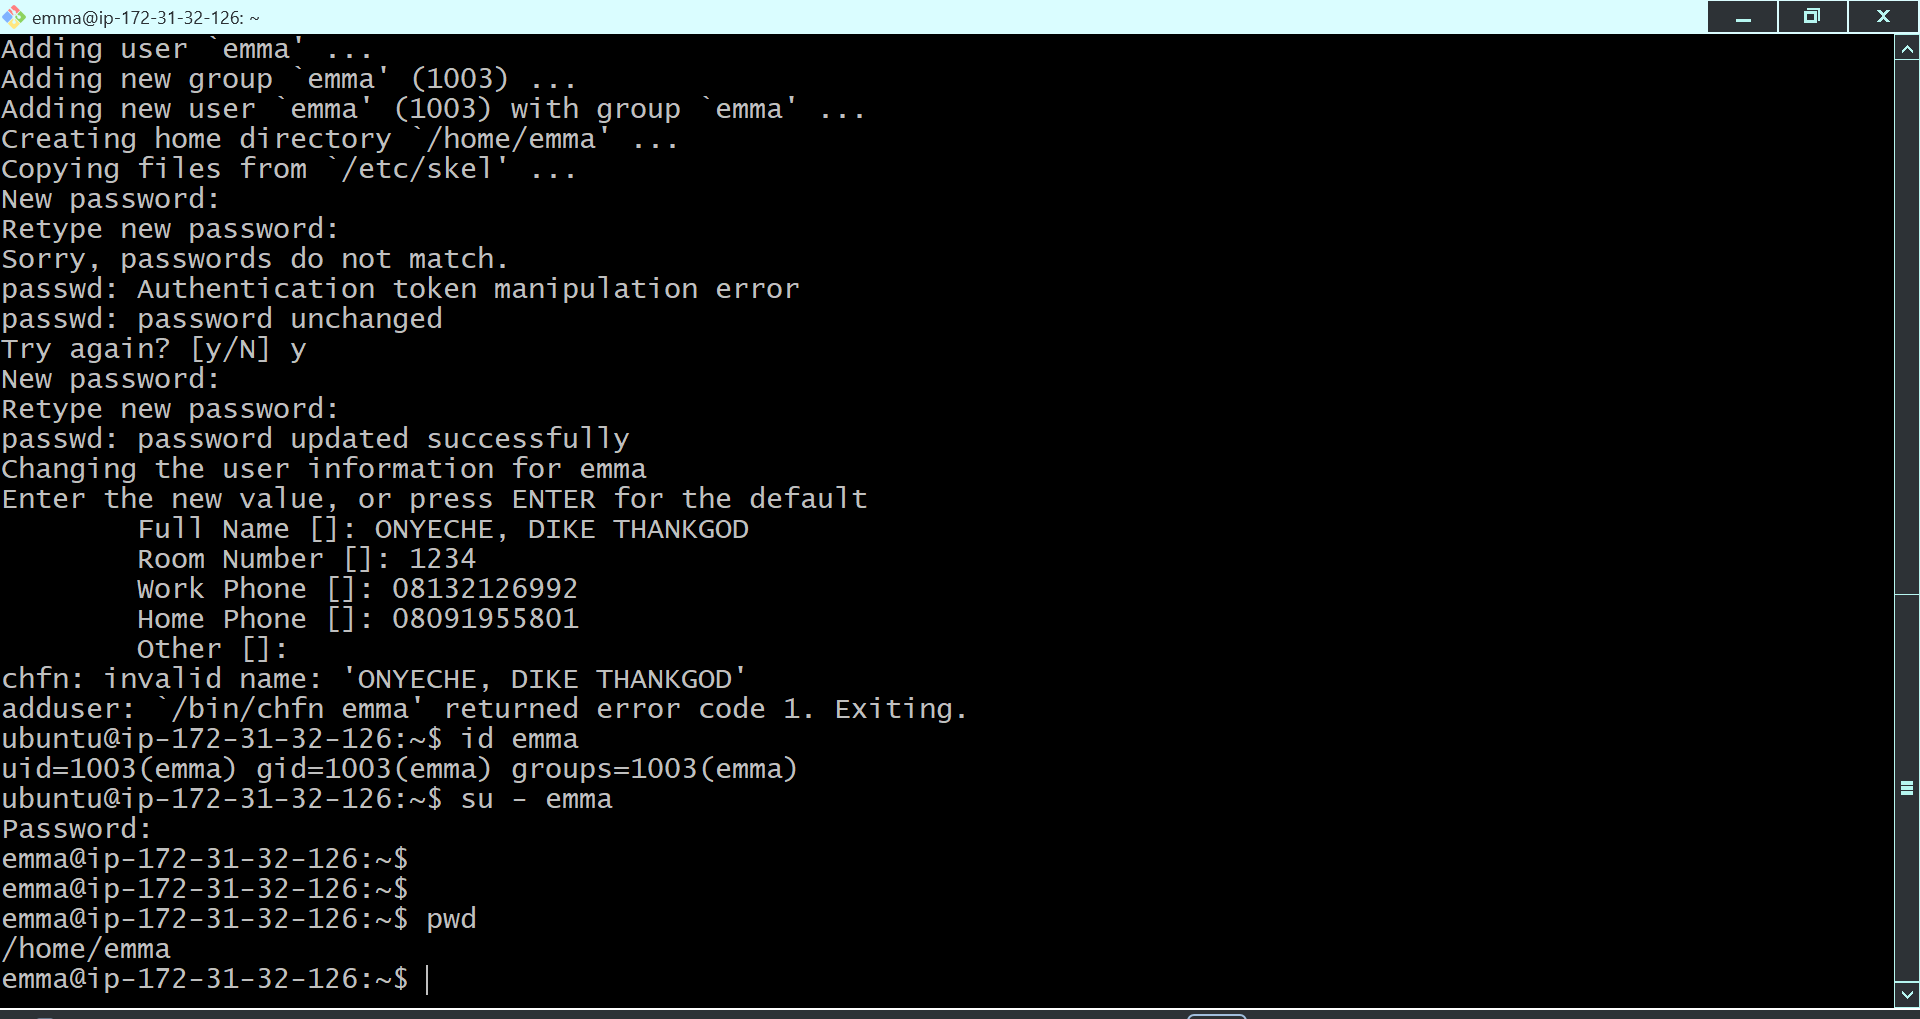 emma@ip-172-31-32-126: ~
Adding user `emma' ...
Adding new group `emma' (1003) ...
Adding new user `emma' (1003) with group `emma' ...
Creating home directory `/home/emma' ...
Copying files from `/etc/skel' ...
New password:
Retype new password:
Sorry, passwords do not match.
passwd: Authentication token manipulation error
passwd: password unchanged
Try again? [y/N] y
New password:
Retype new password:
passwd: password updated successfully
Changing the user information for emma
Enter the new value, or press ENTER for the default
        Full Name []: ONYECHE, DIKE THANKGOD
        Room Number []: 1234
        Work Phone []: 08132126992
        Home Phone []: 08091955801
        Other []:
chfn: invalid name: 'ONYECHE, DIKE THANKGOD'
adduser: `/bin/chfn emma' returned error code 1. Exiting.
ubuntu@ip-172-31-32-126:~$ id emma
uid=1003(emma) gid=1003(emma) groups=1003(emma)
ubuntu@ip-172-31-32-126:~$ su - emma
Password:
emma@ip-172-31-32-126:~$
emma@ip-172-31-32-126:~$
emma@ip-172-31-32-126:~$ pwd
/home/emma
emma@ip-172-31-32-126:~$